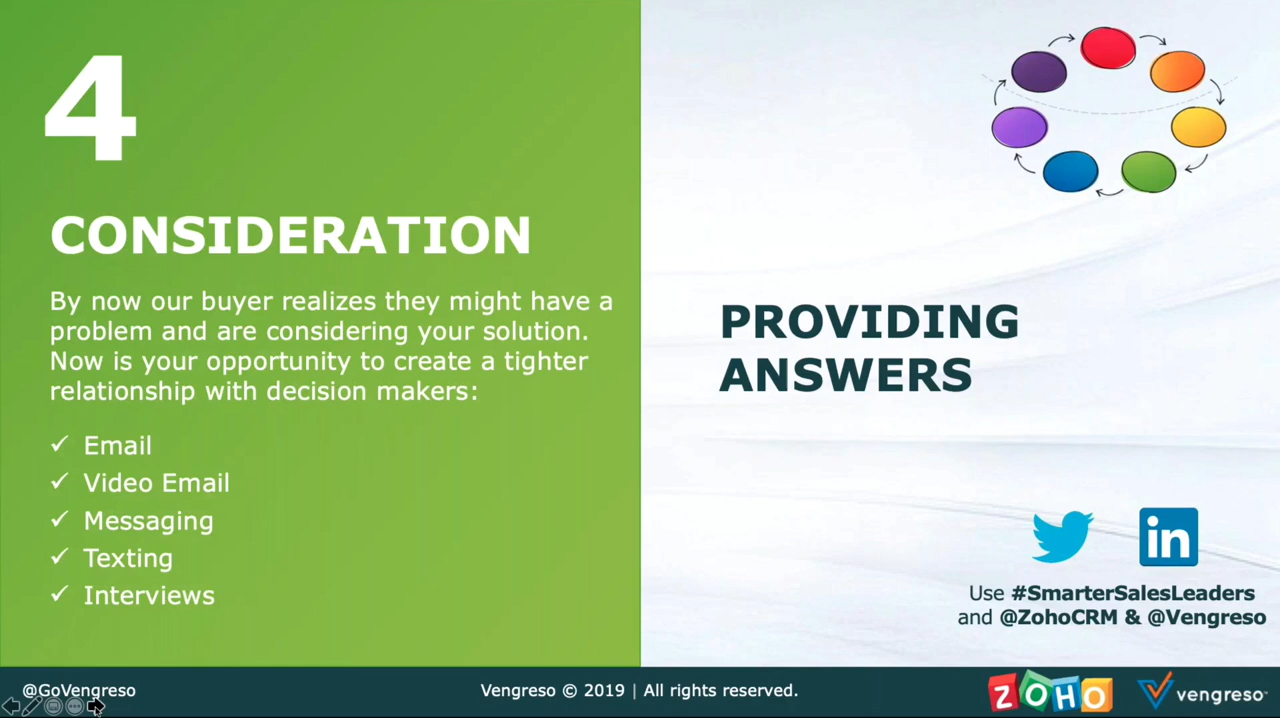 4
CONSIDERATION
By now our buyer realizes they might have a
problem and are considering your solution.
Now is your opportunity to create a tighter
relationship with decision makers:
✓ Email
✓ Video Email
✓ Messaging
✓ Texting
✓ Interviews
PROVIDING
ANSWERS
in
Use #SmarterSalesLeaders
and @ZohoCRM & @Vengreso
@GoVengreso
Vengreso © 2019 | All rights reserved.
ZOHO
vengreso